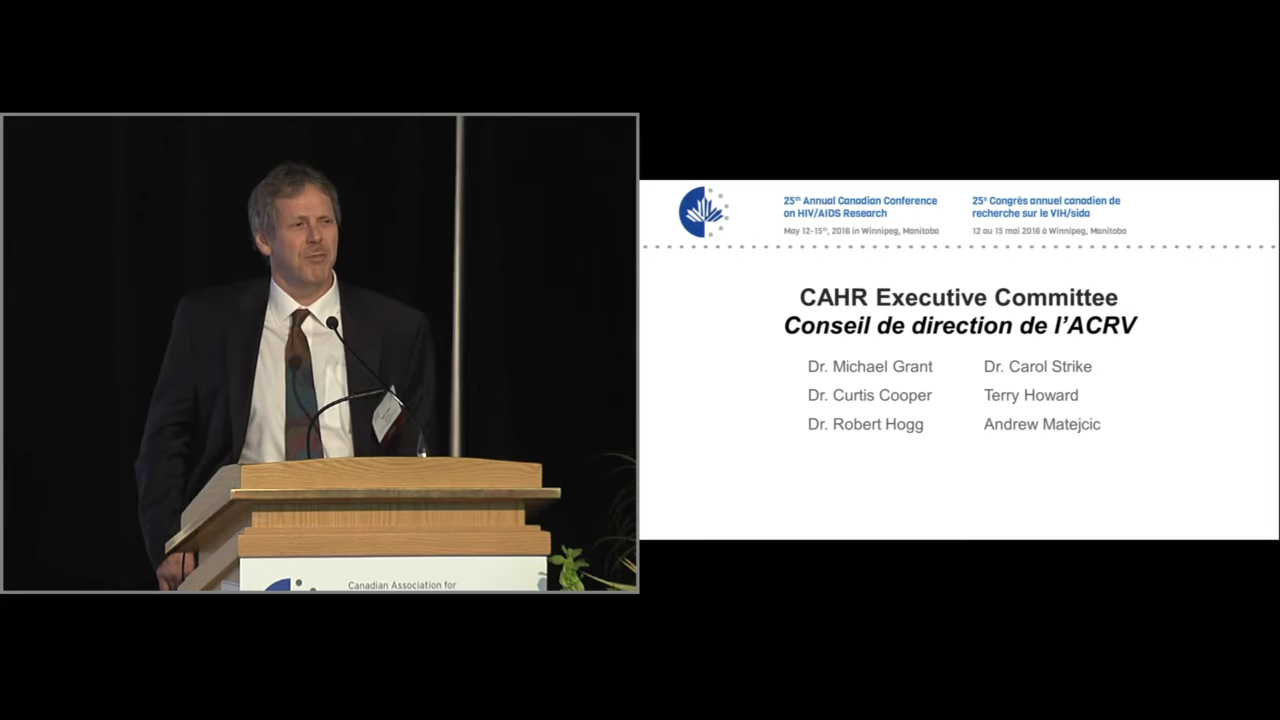 25th Annual Canadian Conference
on HIV/AIDS Research
May 12-15th, 2016 in Winnipeg, Manitoba
25e Congrès annuel canadien de
recherche sur le VIH/sida
12 au 15 mai 2016 à Winnipeg, Manitoba
CAHR Executive Committee
Conseil de direction de l’ACRV
Dr. Michael Grant
Dr. Carol Strike
Dr. Curtis Cooper
Terry Howard
Dr. Robert Hogg
Andrew Matejcic
Canadian Association for